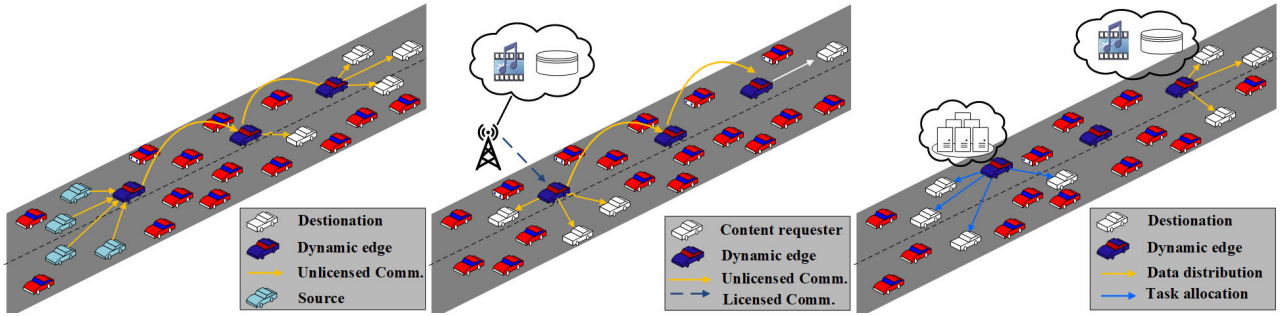 Destionation
Dynamic edge
Unlicensed Comm.
Source
Content requester
Dynamic edge
Unlicensed Comm.
Licensed Comm.
Destionation
Dynamic edge
Data distribution
Task allocation